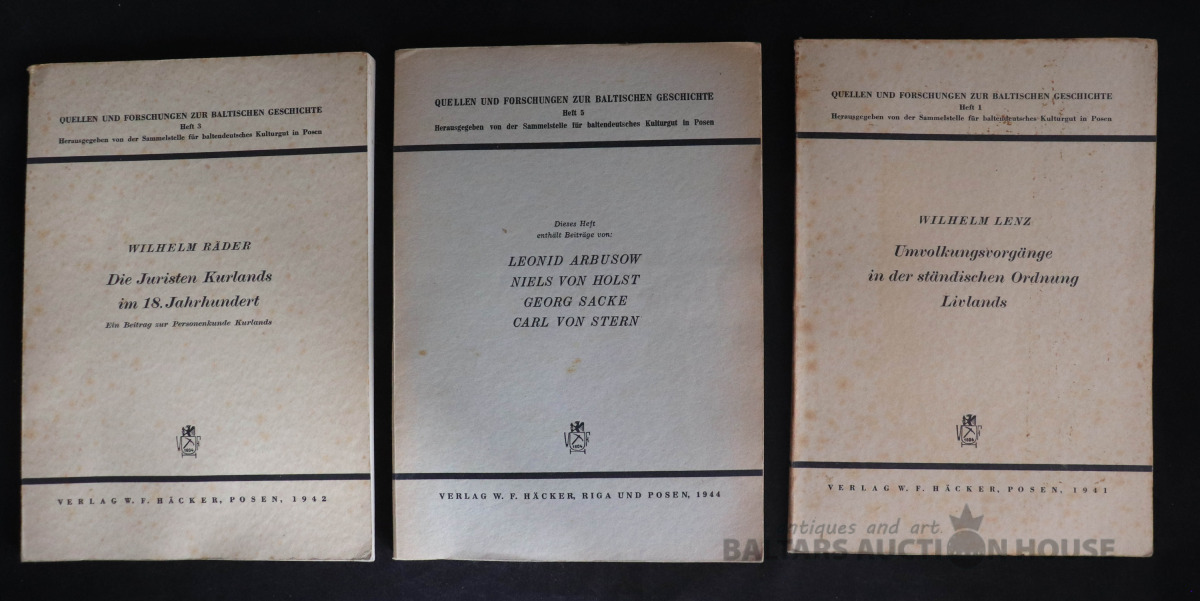 QUELLEN UND FORSCHUNGEN ZUR BALTISCHEN GESCHICHTE
Heft 3
Herausgegeben von der Sammelstelle für baltendeutsches Kulturgut in Posen
WILHELM RÄDER
Die Juristen Kurlands
im 18. Jahrhundert
Ein Beitrag zur Personenkunde Kurlands
VERLAG W. F. HÄCKER, POSEN, 1942
QUELLEN UND FORSCHUNGEN ZUR BALTISCHEN GESCHICHTE
Heft 5
Herausgegeben von der Sammelstelle für baltendeutsches Kulturgut in Posen
Dieses Heft
enthält Beiträge von:
LEONID ARBUSOW
NIELS VON HOLST
GEORG SACKE
CARL VON STERN
VERLAG W. F. HÄCKER, RIGA UND POSEN, 1944
QUELLEN UND FORSCHUNGEN ZUR BALTISCHEN GESCHICHTE
Heft 1
Herausgegeben von der Sammelstelle für baltendeutsches Kulturgut in Posen
WILHELM LENZ
Umvolkungsvorgänge
in der ständischen Ordnung
Livlands
VERLAG W. F. HÄCKER, POSEN, 1941
antiques and art
BALTARS AUCTION HOUSE